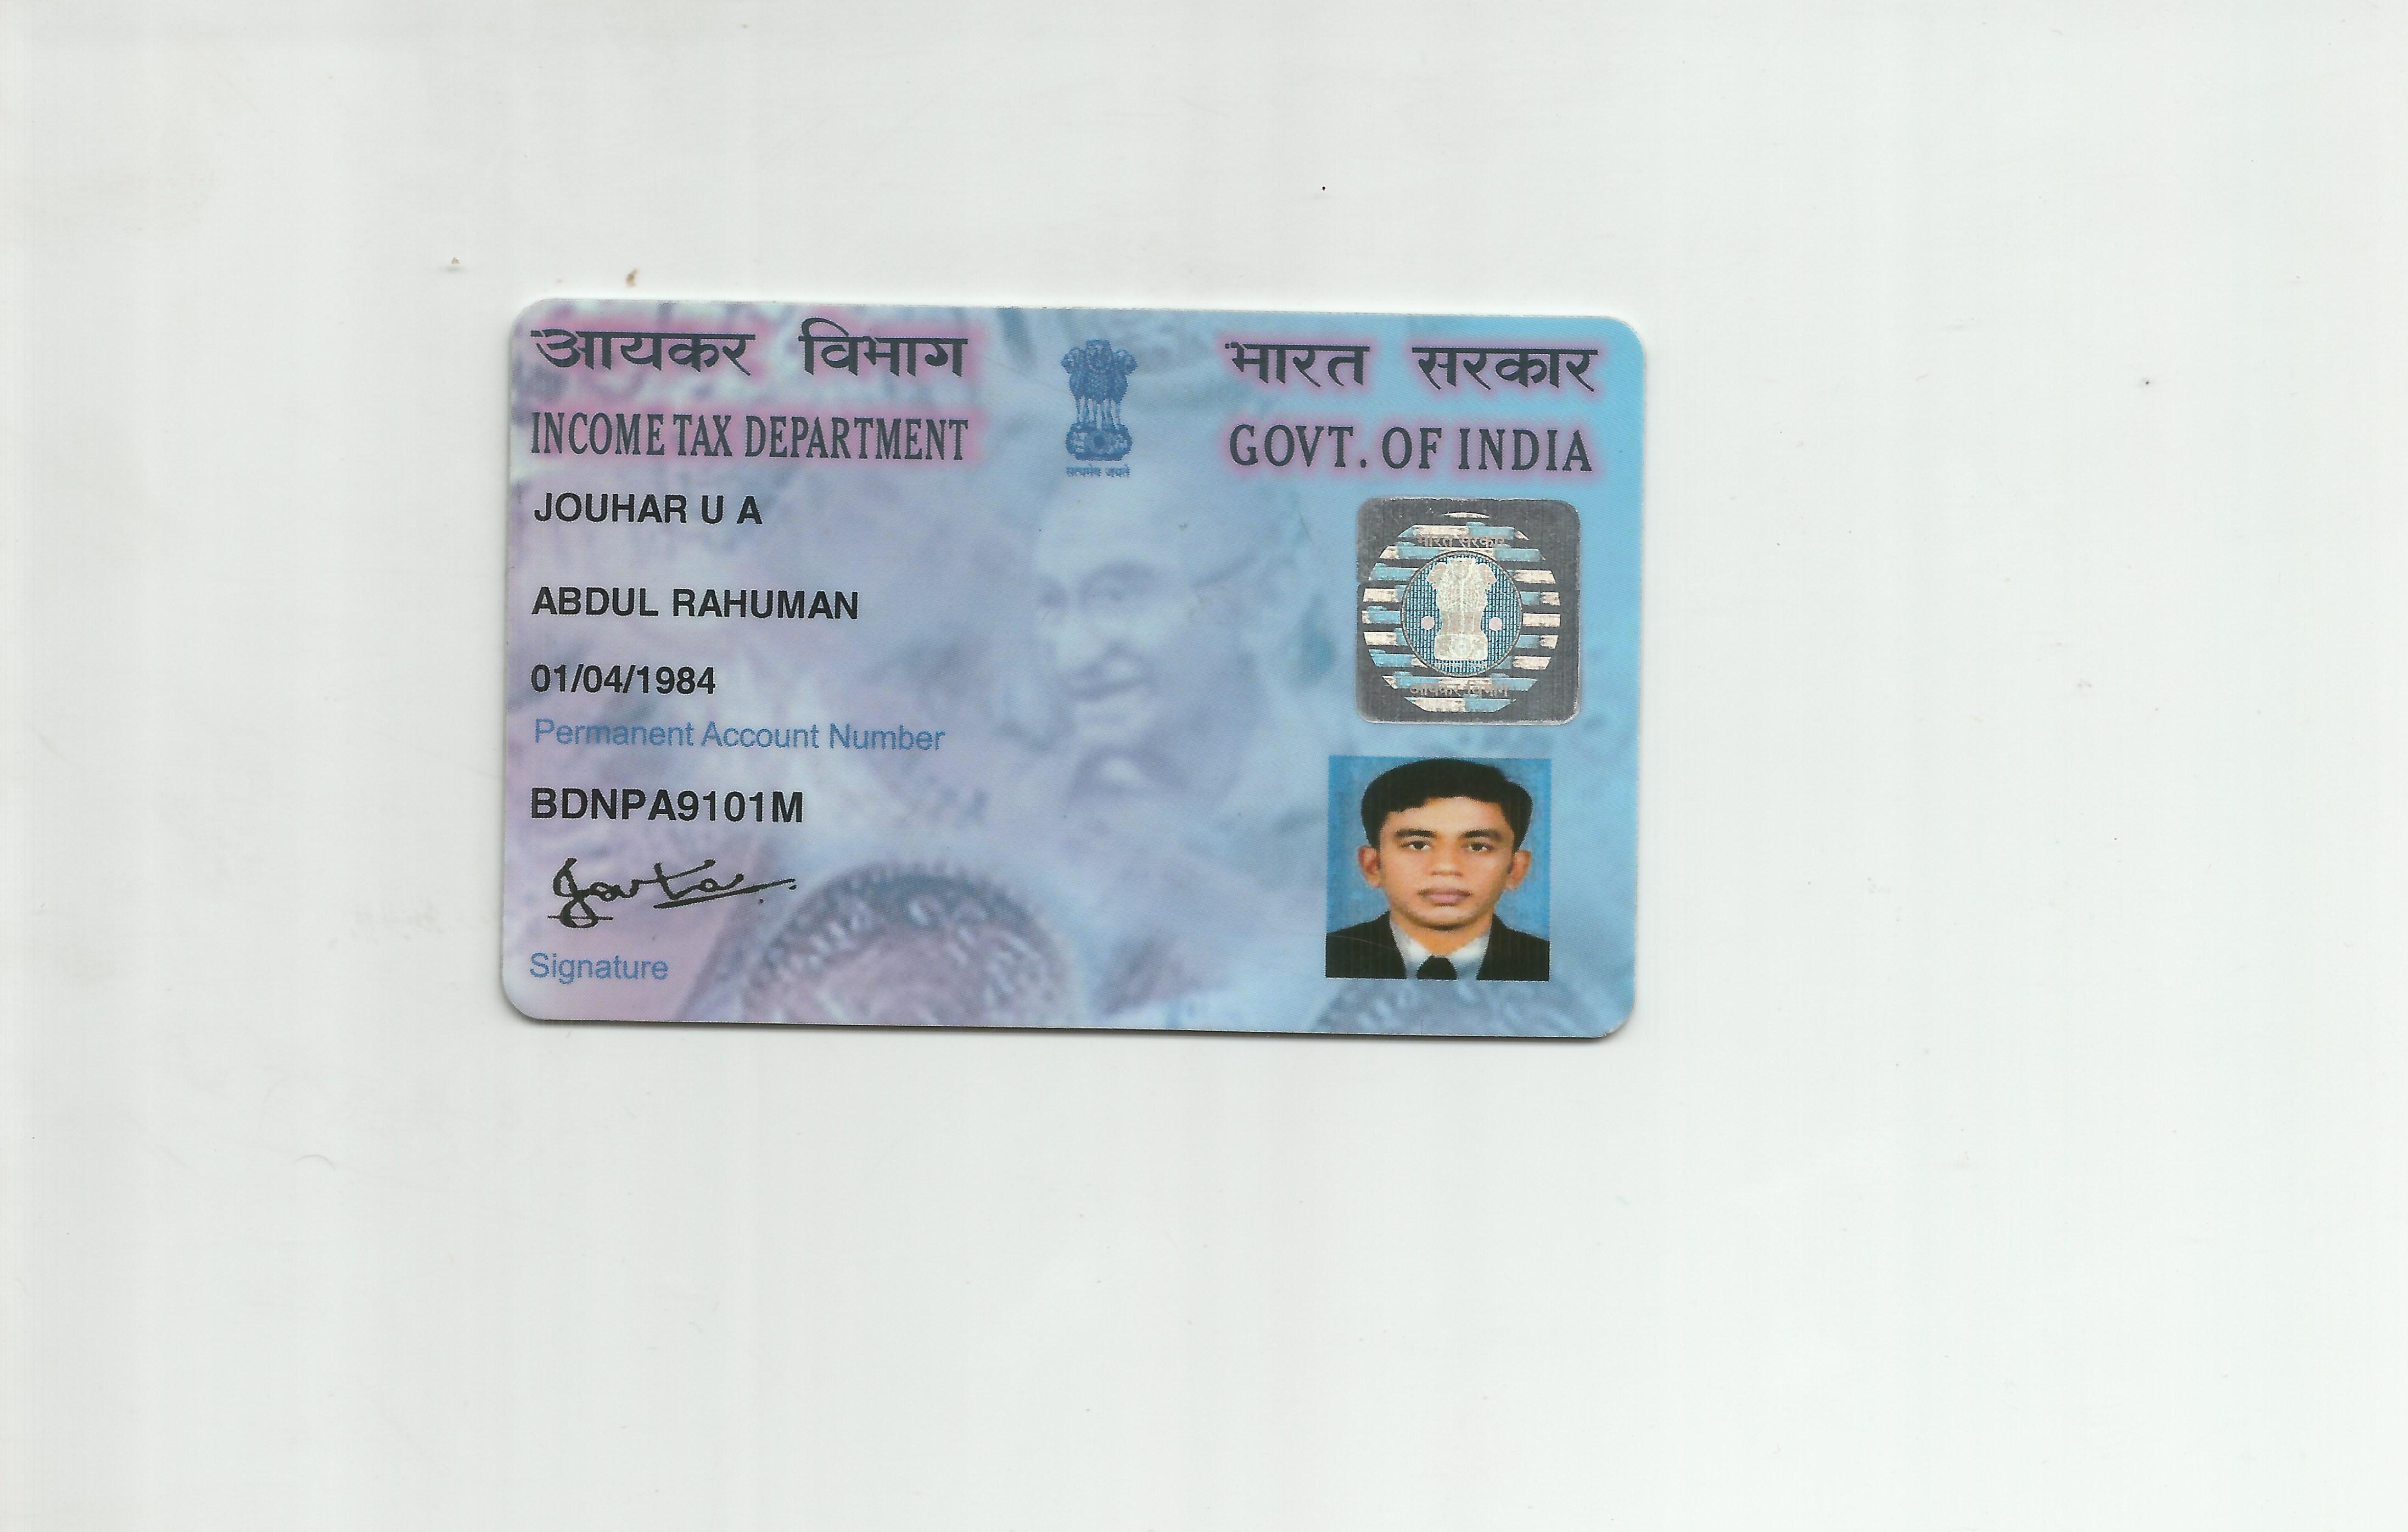 आयकर विभाग
INCOME TAX DEPARTMENT
सत्यमेव जयते
भारत सरकार
GOVT. OF INDIA
JOUHAR U A
ABDUL RAHUMAN
01/04/1984
Permanent Account Number
BDNPA9101M
Signature
भारत सरकार
आयकर विभाग